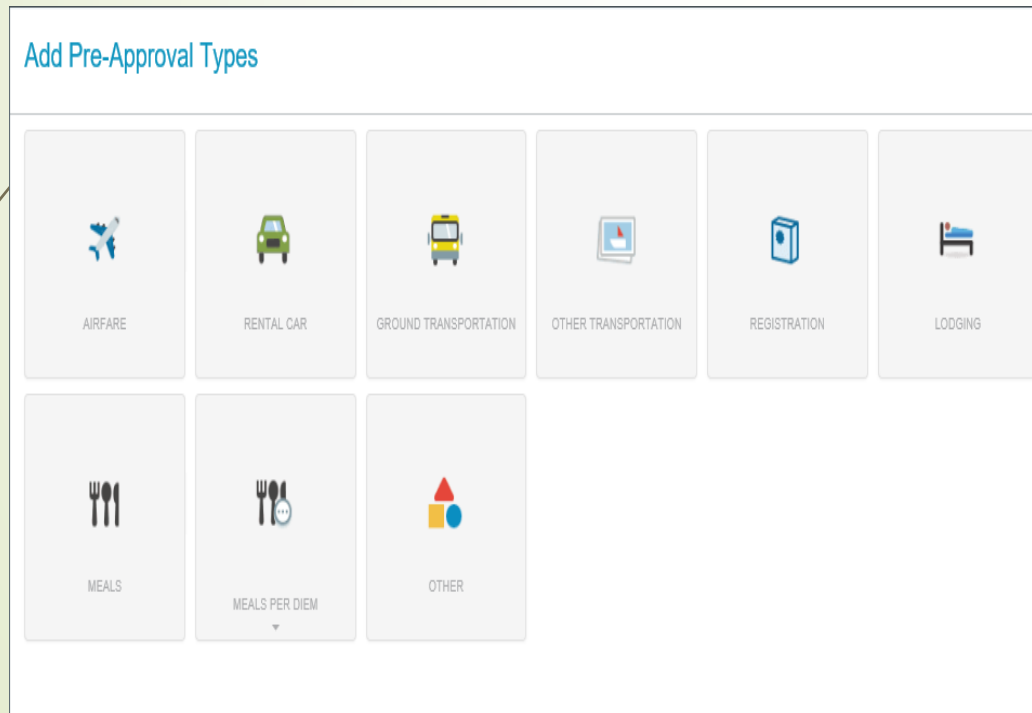 Add Pre-Approval Types
AIRFARE
RENTAL CAR
GROUND TRANSPORTATION
OTHER TRANSPORTATION
REGISTRATION
LODGING
MEALS
MEALS PER DIEM
OTHER